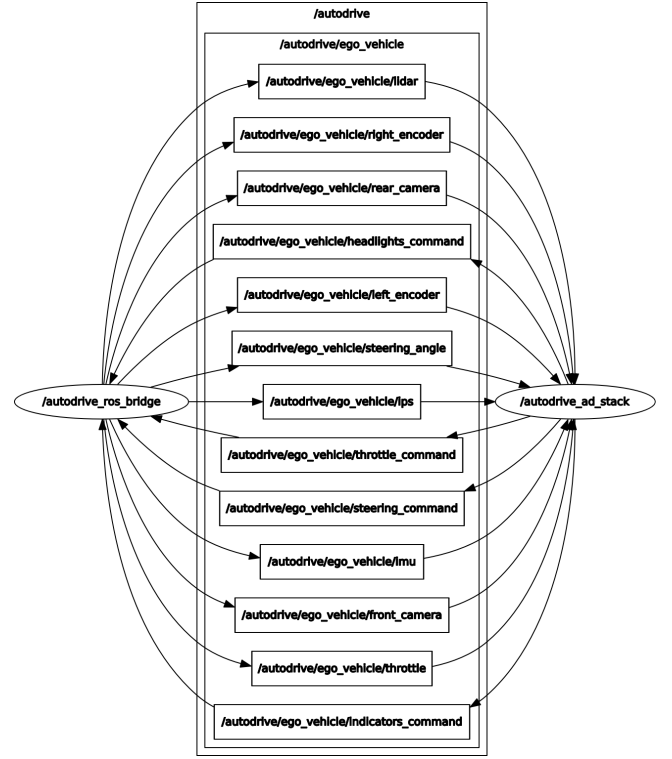 /autodrive
/autodrive/ego_vehicle
/autodrive/ego_vehicle/lidar
/autodrive/ego_vehicle/right_encoder
/autodrive/ego_vehicle/rear_camera
/autodrive/ego_vehicle/headlights_command
/autodrive/ego_vehicle/left_encoder
/autodrive/ego_vehicle/steering_angle
/autodrive_ros_bridge
/autodrive/ego_vehicle/ips
/autodrive_ad_stack
/autodrive/ego_vehicle/throttle_command
/autodrive/ego_vehicle/steering_command
/autodrive/ego_vehicle/imu
/autodrive/ego_vehicle/front_camera
/autodrive/ego_vehicle/throttle
/autodrive/ego_vehicle/indicators_command